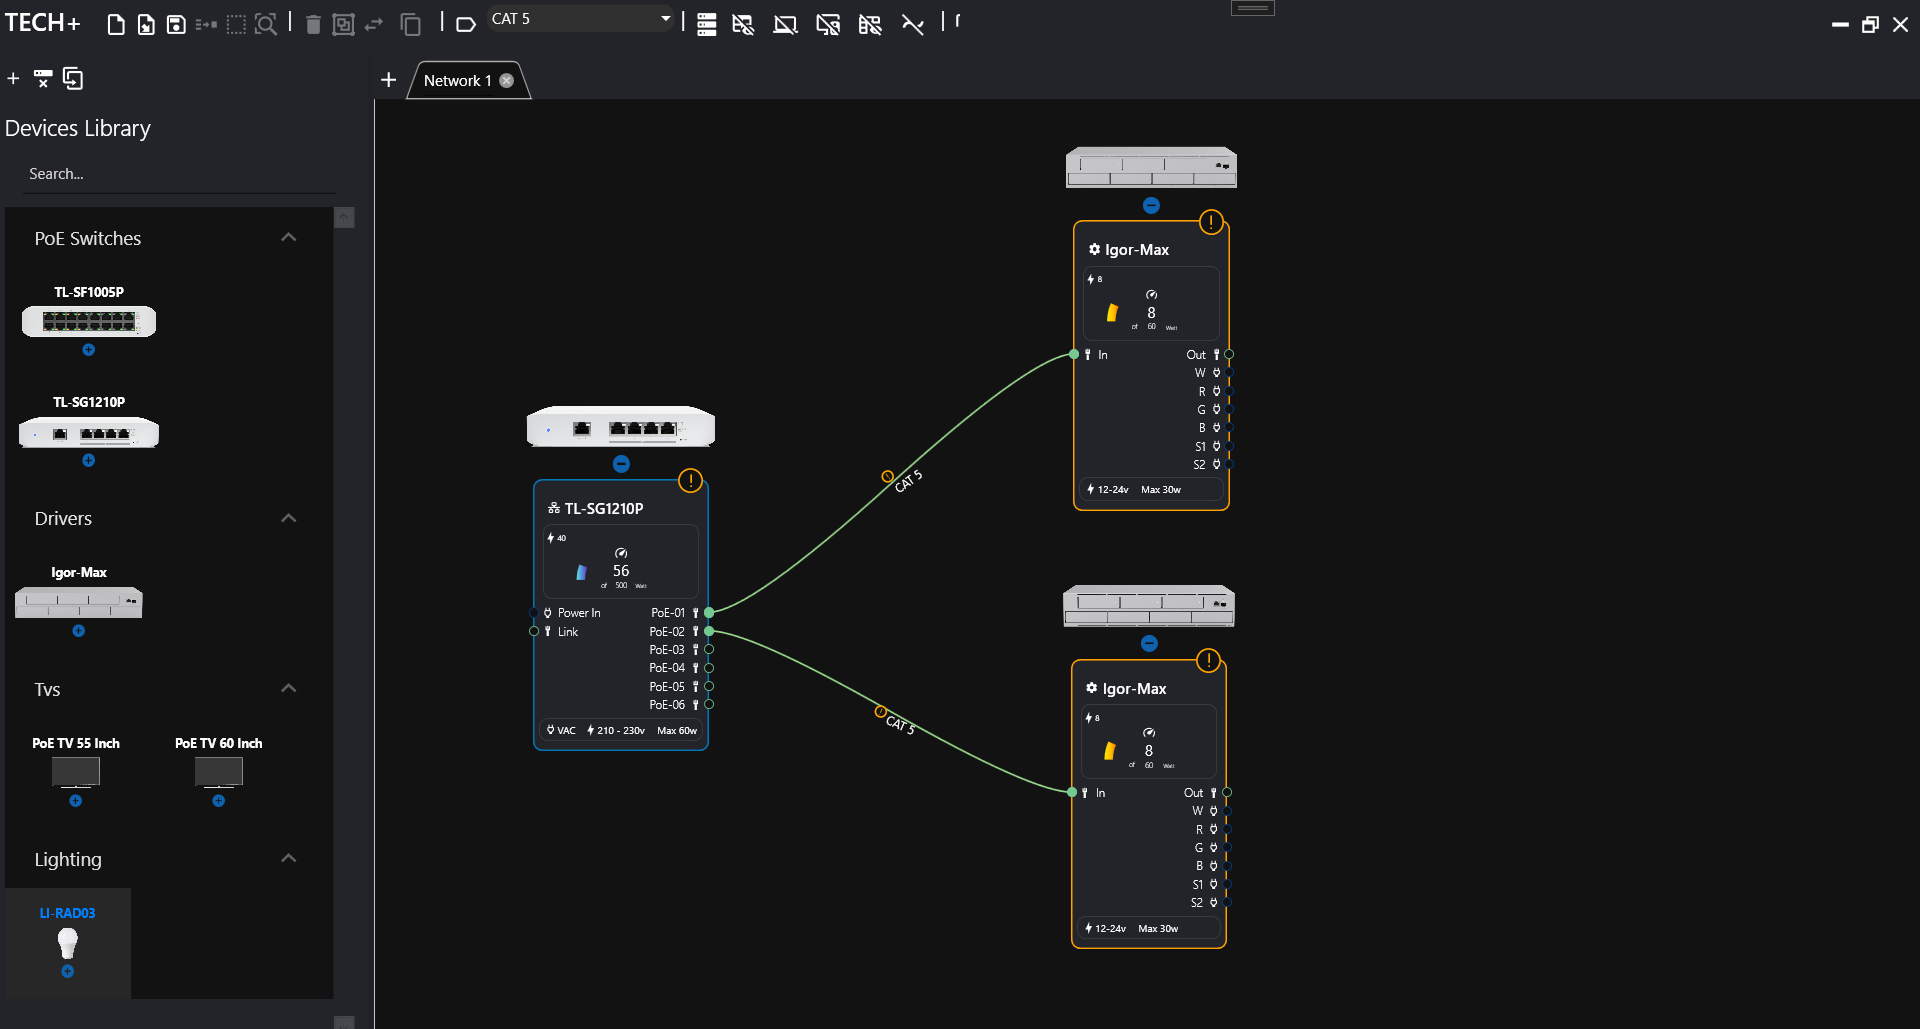 TECH+
CAT 5
Network 1
Devices Library
Search...
PoE Switches
TL-SF1005P
TL-SG1210P
Drivers
Igor-Max
Tvs
PoE TV 55 Inch
PoE TV 60 Inch
Lighting
LI-RAD03
TL-SG1210P
40
56
of 500 Watt
Power In
Link
PoE-01
PoE-02
PoE-03
PoE-04
PoE-05
PoE-06
VAC 210 - 230v Max 60w
CAT 5
CAT 5
Igor-Max
8
8
of 60 Watt
In
Out
W
R
G
B
S1
S2
12-24v Max 30w
Igor-Max
8
8
of 60 Watt
In
Out
W
R
G
B
S1
S2
12-24v Max 30w